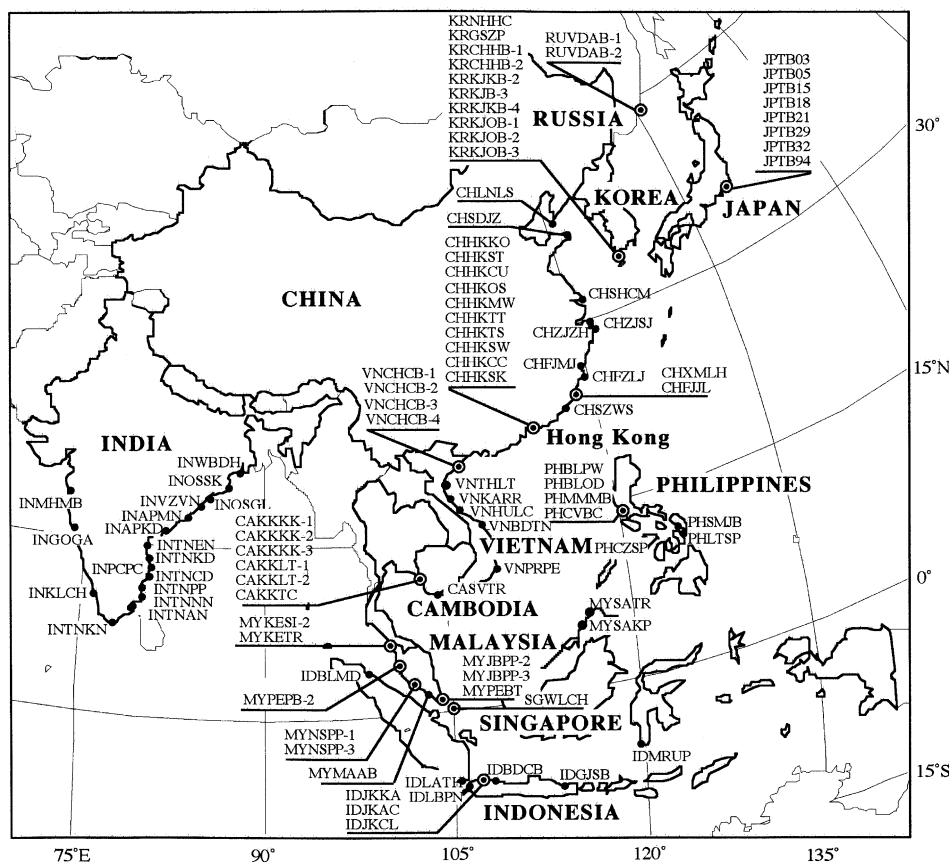 KRNHHC
KRGSZP
KRCHHB-1
KRCHHB-2
KRKJKB-2
KRKJB-3
KRKJKB-4
KRKJOB-1
KRKJOB-2
KRKJOB-3
RUVDAB-1
RUVDAB-2
JPTB03
JPTB05
JPTB15
JPTB18
JPTB21
JPTB29
JPTB32
JPTB94
30°
RUSSIA
KOREA
JAPAN
CHLNLS
CHSDJZ
CHHKKO
CHHKST
CHHKCU
CHHKOS
CHHKMW
CHHKTT
CHHKTS
CHHKSW
CHHKCC
CHHKSK
CHINA
CHSHCM
CHZJSJ
CHZJZH
CHFJMJ
CHFZLJ
CHXMLH
CHFJJL
CHSZWS
15°N
VNCHCB-1
VNCHCB-2
VNCHCB-3
VNCHCB-4
Hong Kong
INDIA
INWBDH
INOSSK
INOSGL
INVZVN
INAPMN
INAPKD
INMHMB
INGOGA
INTNEN
INTNKD
INPCPC
INTNCD
INTNPP
INTNNN
INTNAN
INKLCH
INTNKN
VNTHLT
VNKARR
VNHULC
VNBDTN
VIETNAM
VNPRPE
PHBLPW
PHBLOD
PHMMMB
PHCVBC
PHILIPPINES
PHSMJB
PHLTSP
PHCZSP
CAKKKK-1
CAKKKK-2
CAKKKK-3
CAKKLT-1
CAKKLT-2
CAKKTC
CASVTR
CAMBODIA
0°
MYSATR
MYSAKP
MYKESI-2
MYKETR
MALAYSIA
MYJBPP-2
MYJBPP-3
MYPEBT
SGWLCH
SINGAPORE
IDBLMD
MYPEPB-2
MYNSPP-1
MYNSPP-3
MYMAAB
IDJKKA
IDJKAC
IDJKCL
IDLATE
IDLBPN
IDBDCB
IDGJSB
IDMRUP
INDONESIA
15°S
75°E
90°
105°
120°
135°